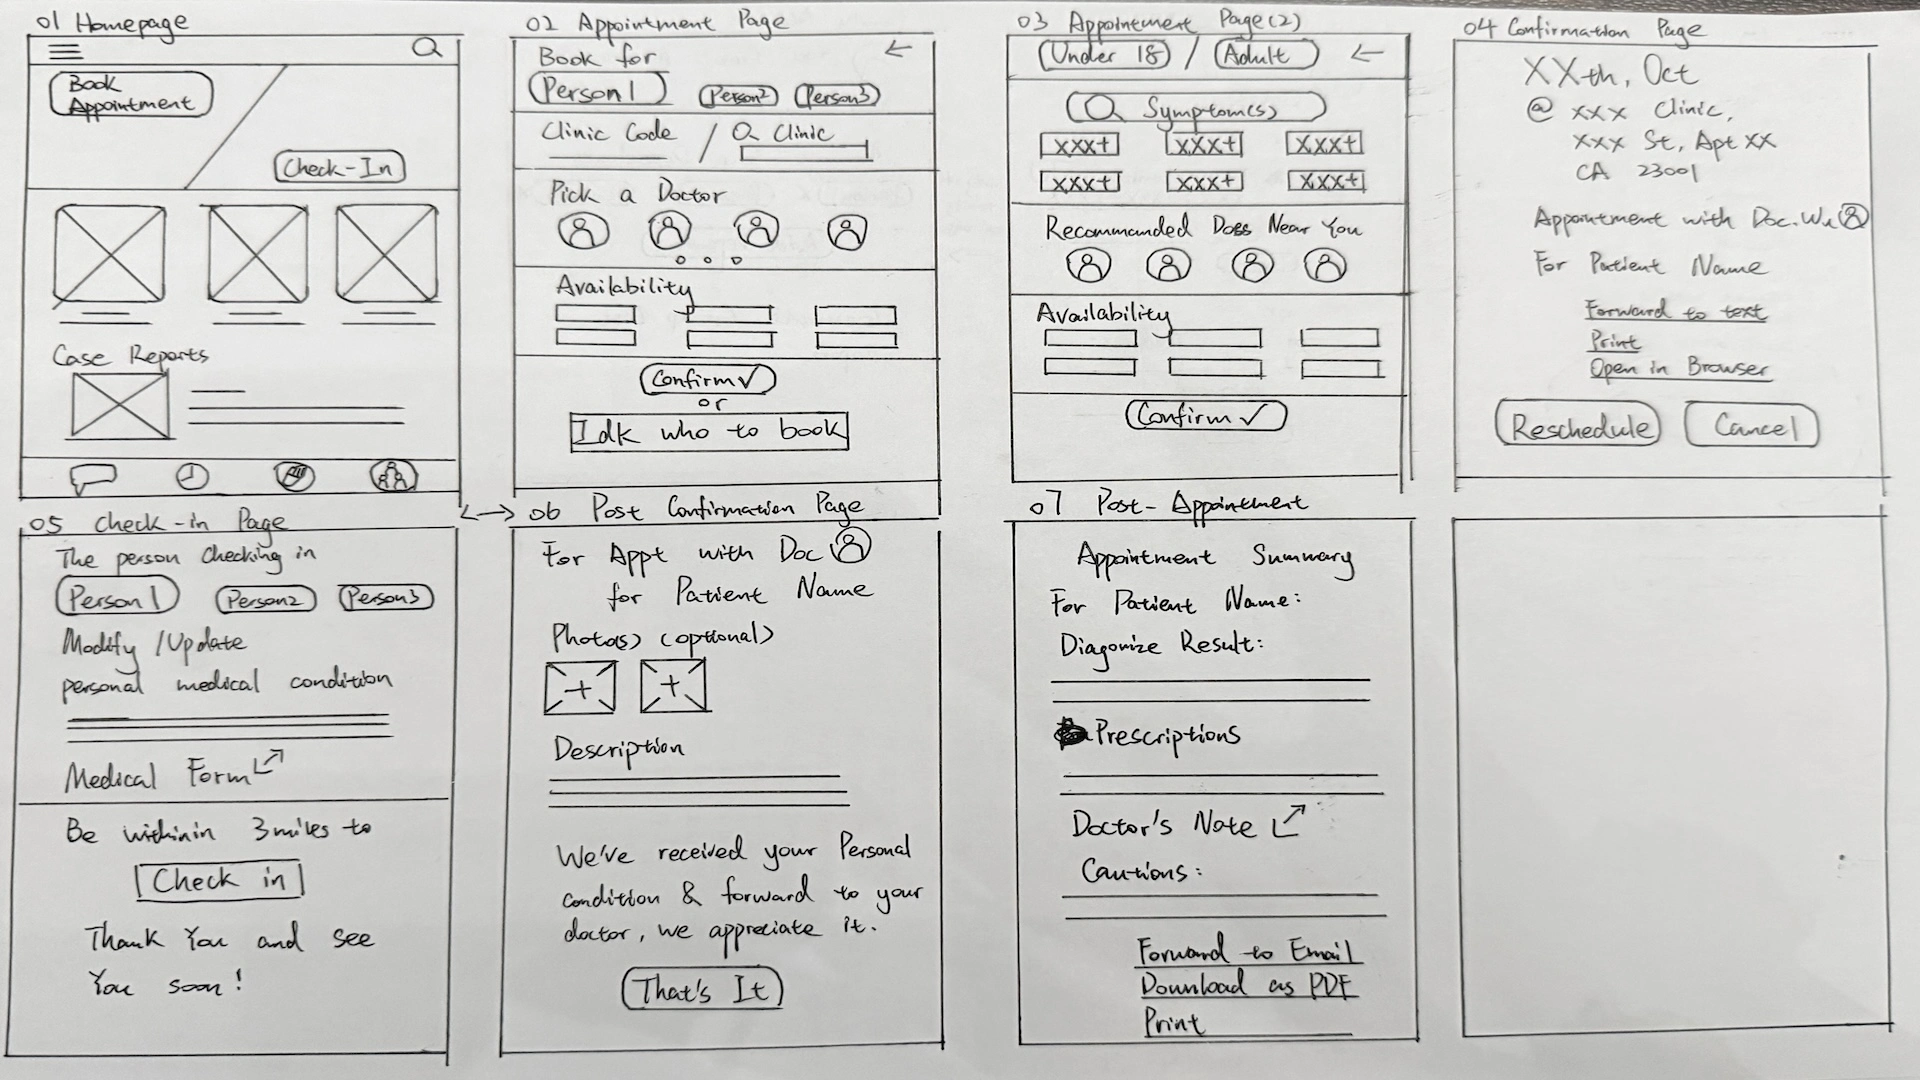 01 Homepage
Book
Appointment
Check-In
Case Reports
02 Appointment Page
Book for
Person1 Person2 Person3
Clinic Code / Clinic
Pick a Doctor
Availability
Confirm ✓
or
Idk who to book
03 Appointment Page(2)
Under 18 / Adult
Symptom(s)
xxx+ xxx+ xxx+
xxx+ xxx+ xxx+
Recommanded Docs Near You
Availability
Confirm ✓
04 Confirmation Page
XXth, Oct
@ xxx Clinic,
xxx St, Apt xx
CA 23001
Appointment with Doc. Wu
For Patient Name
Forward to text
Print
Open in Browser
Reschedule Cancel
05 Check-in Page
The person checking in
Person1 Person2 Person3
Modify /Update
personal medical condition
Medical Form
Be withinin 3 miles to
Check in
Thank You and see
You soon!
06 Post Confirmation Page
For Appt with Doc
for Patient Name
Photo(s) (optional)
Description
We've received your Personal
condition & forward to your
doctor, we appreciate it.
That's It
07 Post-Appointment
Appointment Summary
For Patient Name:
Diagonize Result:
Prescriptions
Doctor's Note
Cautions:
Forward to Email
Download as PDF
Print